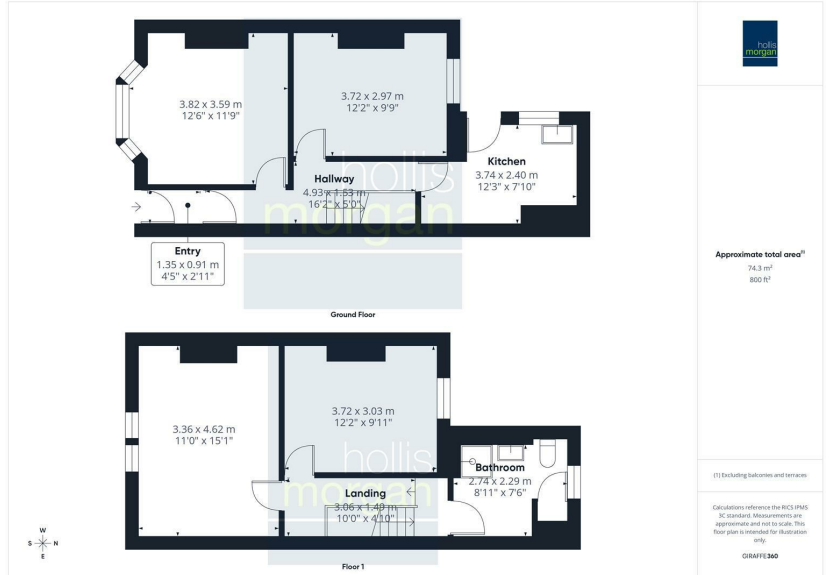 hollis
morgan
3.82 x 3.59 m
12'6" x 11'9"
3.72 x 2.97 m
12'2" x 9'9"
Kitchen
3.74 x 2.40 m
12'3" x 7'10"
Hallway
4.93 x 1.53 m
16'2" x 5'0"
hollis
morgan
Entry
1.35 x 0.91 m
4'5" x 2'11"
Ground Floor
Approximate total area(1)
74.3 m²
800 ft²
3.36 x 4.62 m
11'0" x 15'1"
3.72 x 3.03 m
12'2" x 9'11"
hollis
morgan
Bathroom
2.74 x 2.29 m
8'11" x 7'6"
Landing
3.06 x 1.49 m
10'0" x 4'10"
Floor 1
W
S N
E
(1) Excluding balconies and terraces
Calculations reference the RICS IPMS
3C standard. Measurements are
approximate and not to scale. This
floor plan is intended for illustration
only.
GIRAFFE360